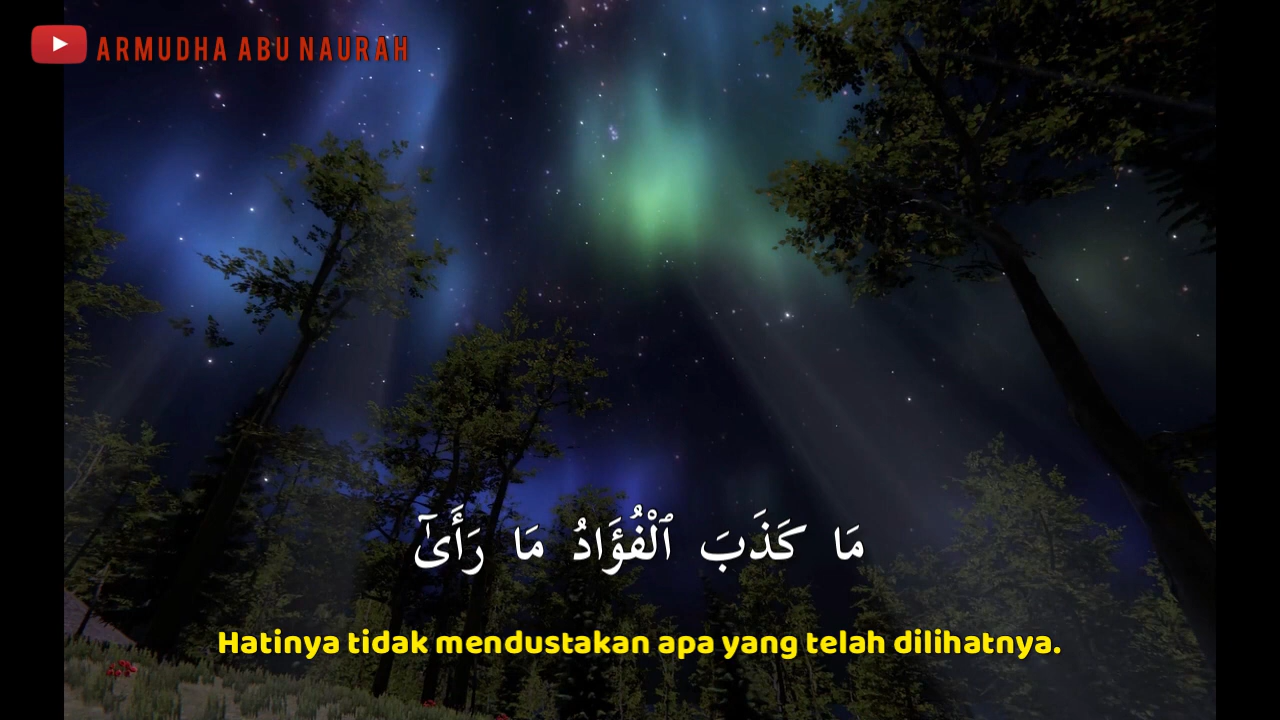 ARMUDHA ABU NAURAH
مَا كَذَبَ ٱلْفُؤَادُ مَا رَأَىٰٓ
Hatinya tidak mendustakan apa yang telah dilihatnya.